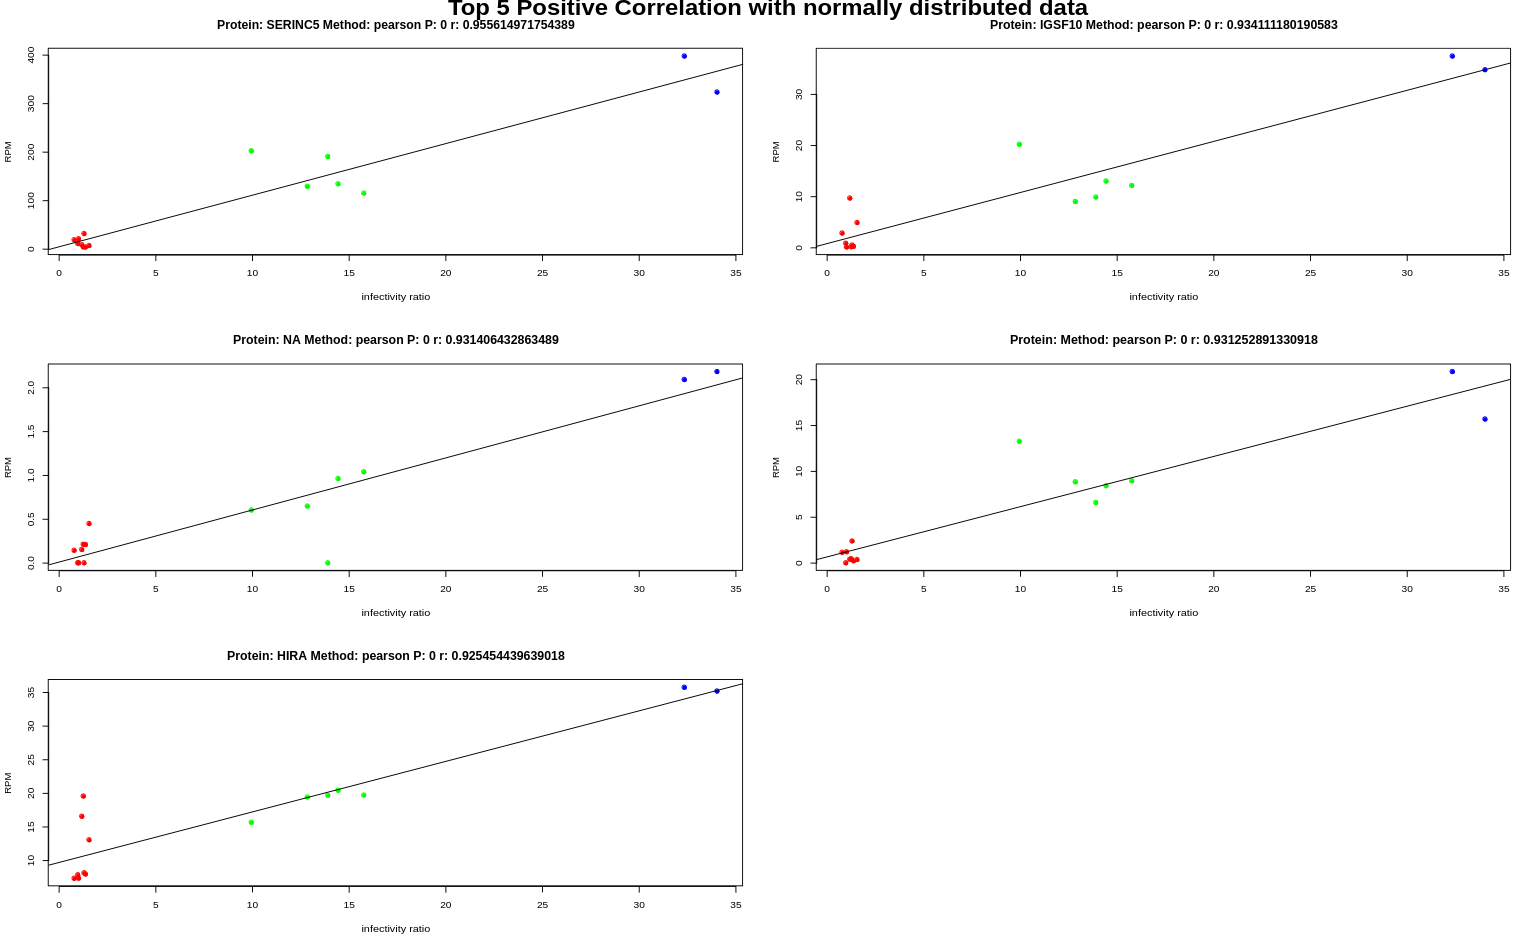 Top 5 Positive Correlation with normally distributed data
Protein: SERINC5 Method: pearson P: 0 r: 0.955614971754389
RPM
0 100 200 300 400
0 5 10 15 20 25 30 35
infectivity ratio
Protein: IGSF10 Method: pearson P: 0 r: 0.934111180190583
RPM
0 10 20 30
0 5 10 15 20 25 30 35
infectivity ratio
Protein: NA Method: pearson P: 0 r: 0.931406432863489
RPM
0.0 0.5 1.0 1.5 2.0
0 5 10 15 20 25 30 35
infectivity ratio
Protein: Method: pearson P: 0 r: 0.931252891330918
RPM
0 5 10 15 20
0 5 10 15 20 25 30 35
infectivity ratio
Protein: HIRA Method: pearson P: 0 r: 0.925454439639018
RPM
10 15 20 25 30 35
0 5 10 15 20 25 30 35
infectivity ratio